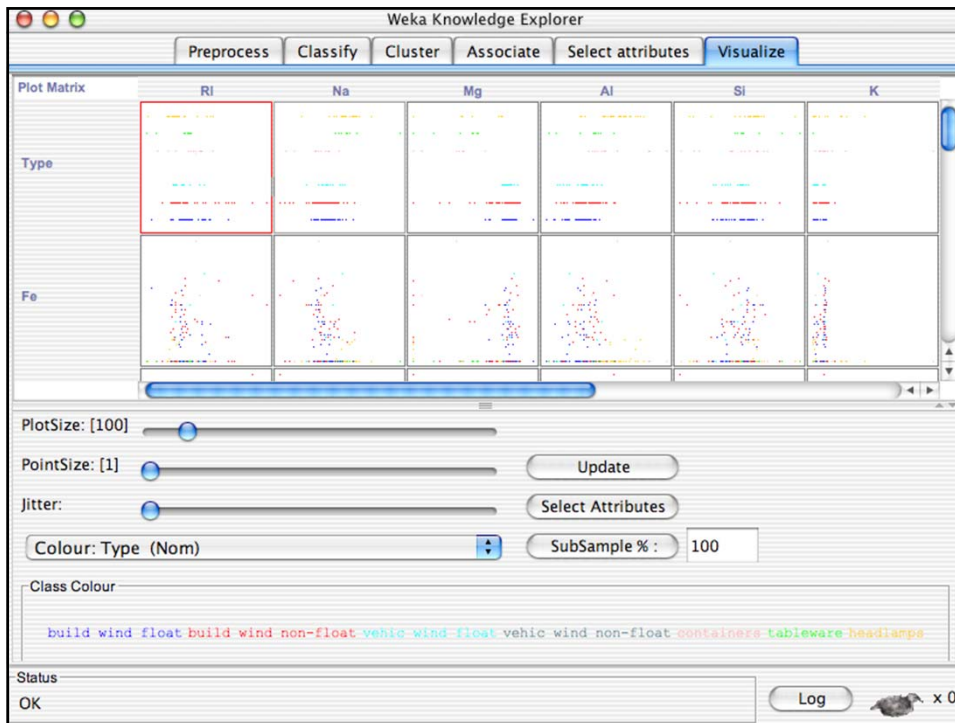 Weka Knowledge Explorer
Preprocess Classify Cluster Associate Select attributes Visualize
Plot Matrix RI Na Mg Al Si K
Type
Fe
PlotSize: [100]
PointSize: [1] Update
Jitter: Select Attributes
Colour: Type (Nom) SubSample % : 100
Class Colour
build wind float build wind non-float vehic wind float vehic wind non-float containers tableware headlamps
Status
OK Log x 0